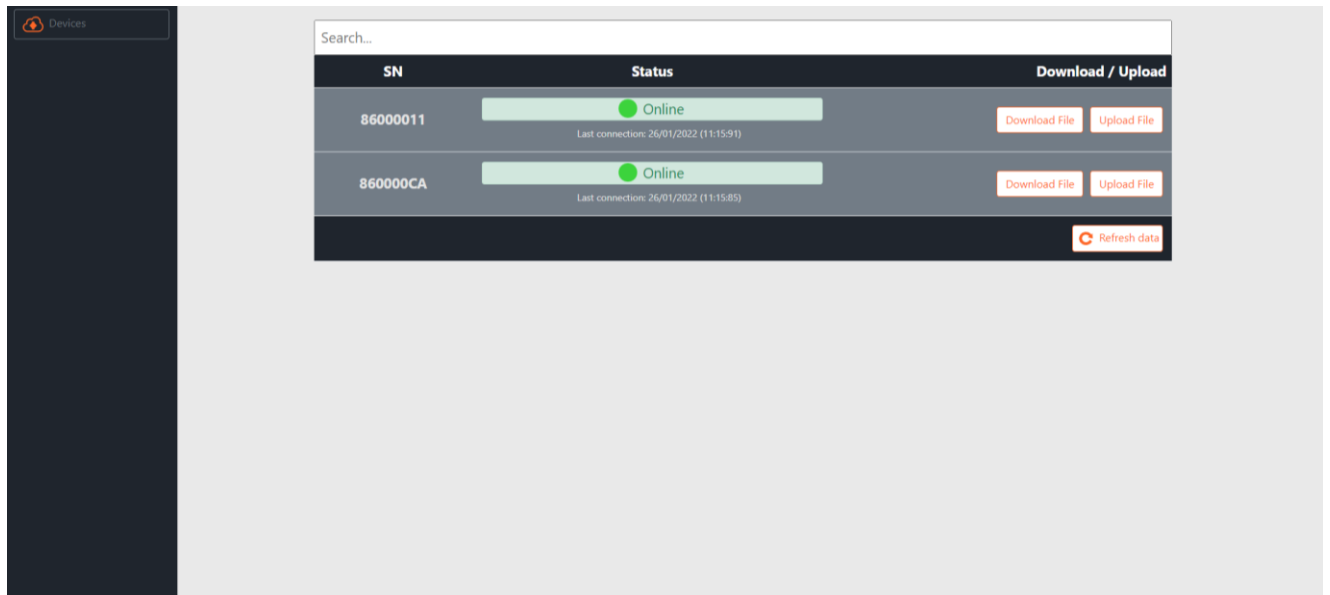 Devices
Search...
SN Status Download / Upload
86000011 Online Download File Upload File
Last connection: 26/01/2022 (11:15:91)
860000CA Online Download File Upload File
Last connection: 26/01/2022 (11:15:85)
Refresh data